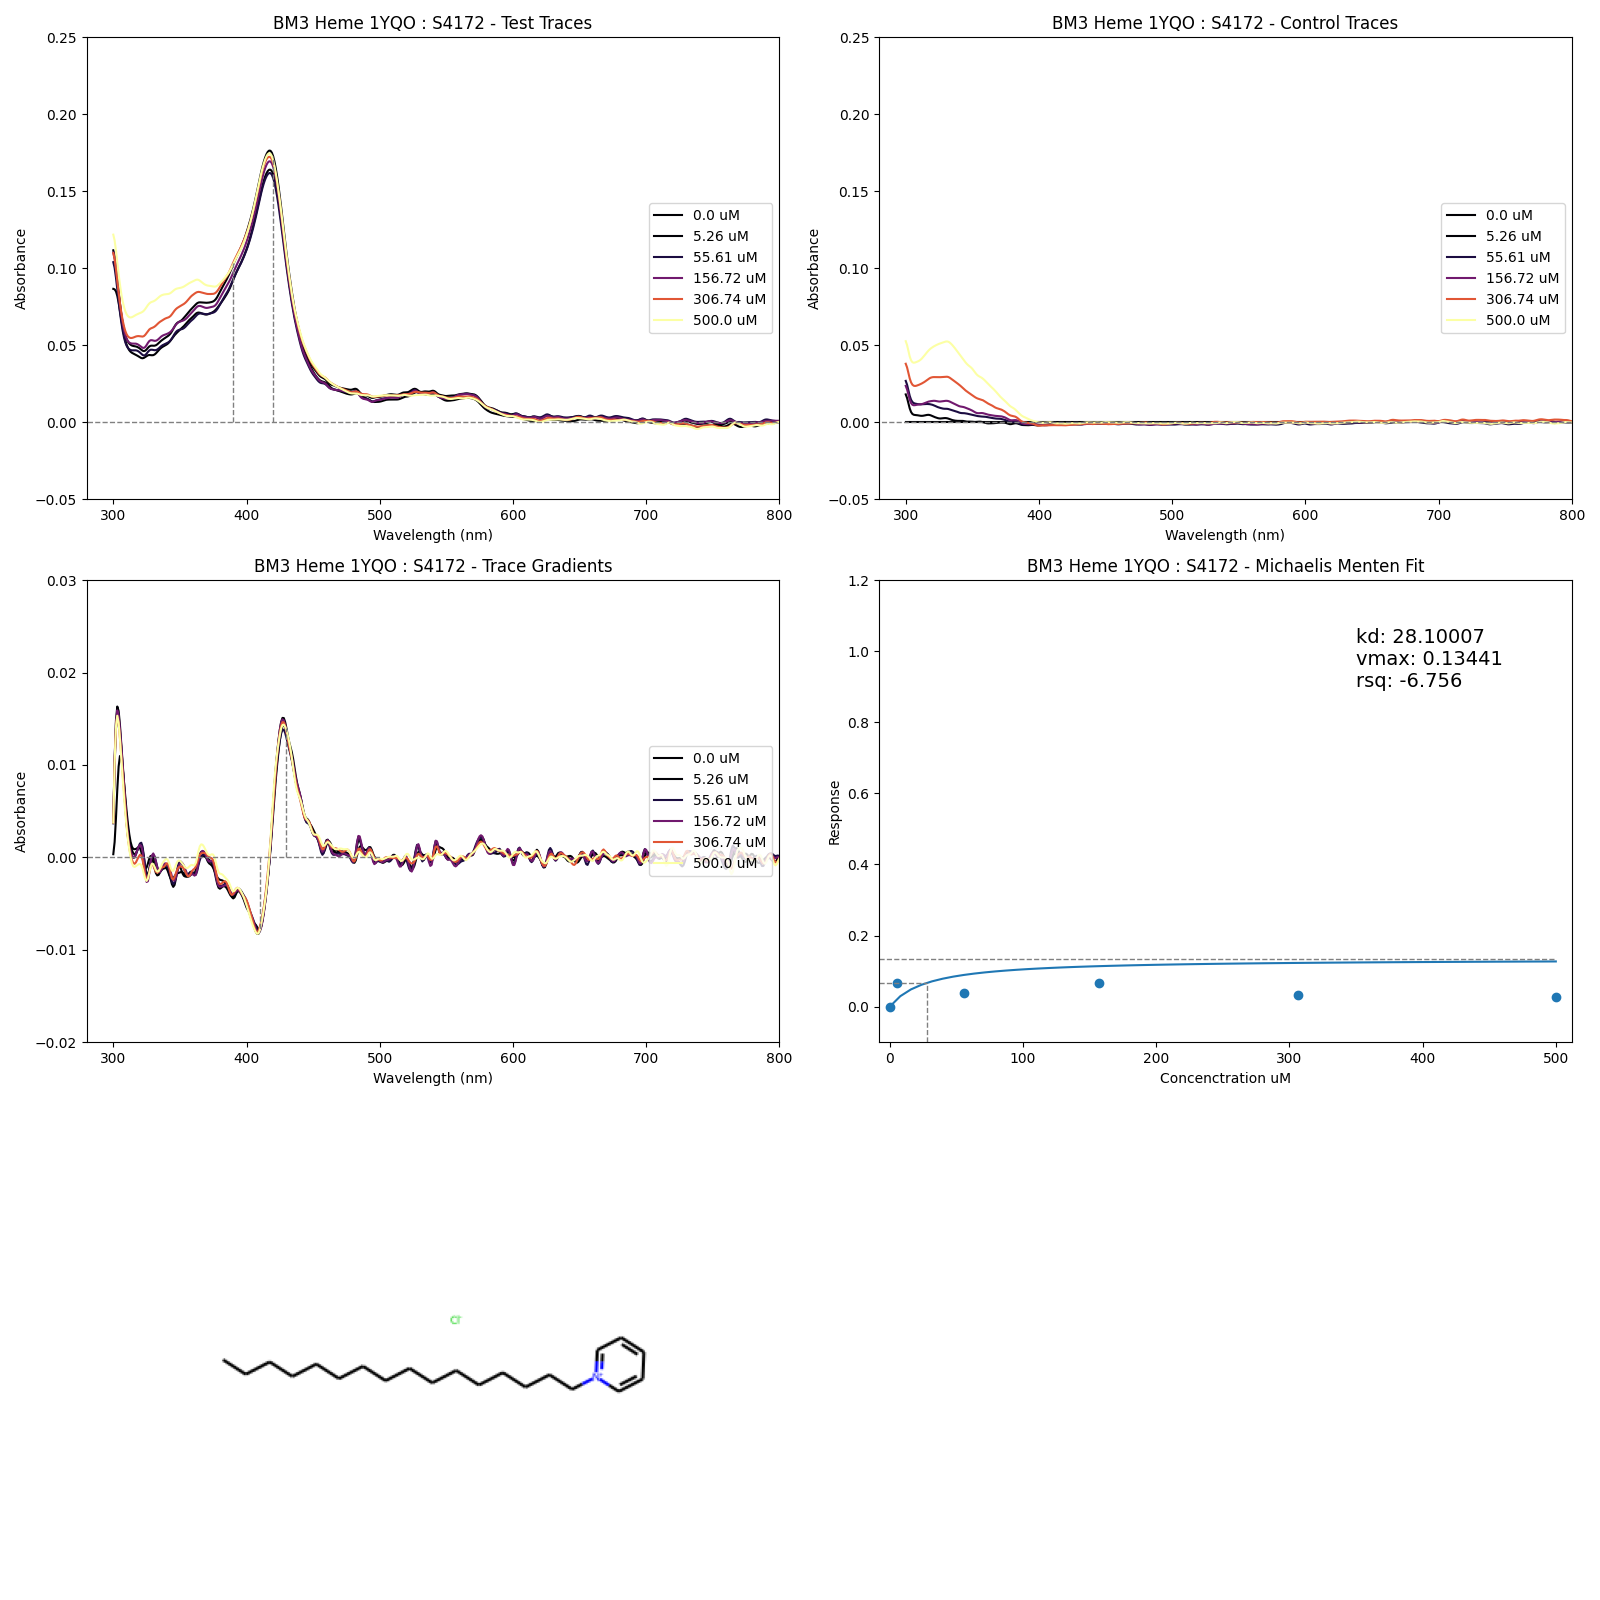 BM3 Heme 1YQO : S4172 - Test Traces
0.25
0.20
0.15
0.10
0.05
0.00
−0.05
Absorbance
300 400 500 600 700 800
Wavelength (nm)
0.0 uM
5.26 uM
55.61 uM
156.72 uM
306.74 uM
500.0 uM
BM3 Heme 1YQO : S4172 - Control Traces
0.25
0.20
0.15
0.10
0.05
0.00
−0.05
Absorbance
300 400 500 600 700 800
Wavelength (nm)
0.0 uM
5.26 uM
55.61 uM
156.72 uM
306.74 uM
500.0 uM
BM3 Heme 1YQO : S4172 - Trace Gradients
0.03
0.02
0.01
0.00
−0.01
−0.02
Absorbance
300 400 500 600 700 800
Wavelength (nm)
0.0 uM
5.26 uM
55.61 uM
156.72 uM
306.74 uM
500.0 uM
BM3 Heme 1YQO : S4172 - Michaelis Menten Fit
1.2
1.0
0.8
0.6
0.4
0.2
0.0
Response
kd: 28.10007
vmax: 0.13441
rsq: -6.756
0 100 200 300 400 500
Concenctration uM
Cl-
N+